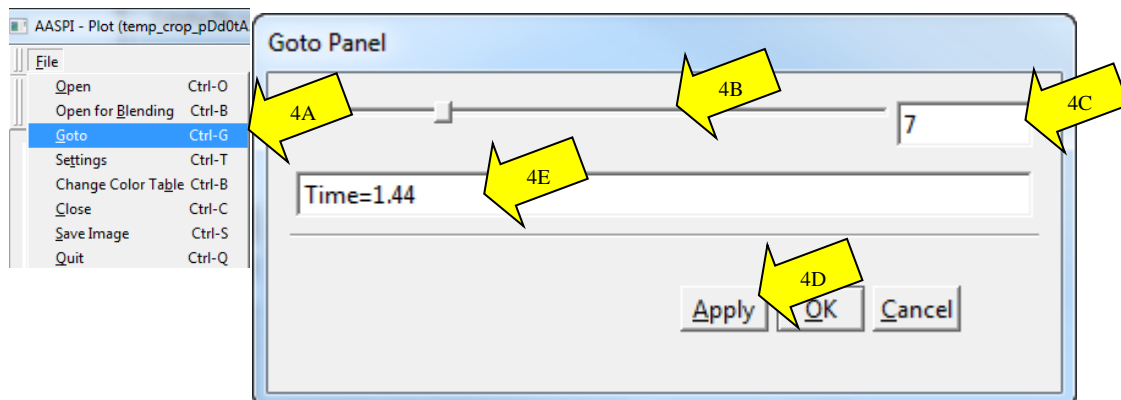 AASPI - Plot (temp_crop_pDd0tA
File
Open Ctrl-O
Open for Blending Ctrl-B
Goto Ctrl-G
Settings Ctrl-T
Change Color Table Ctrl-B
Close Ctrl-C
Save Image Ctrl-S
Quit Ctrl-Q
Goto Panel
4A
4B
4C
7
4E
Time=1.44
4D
Apply OK Cancel